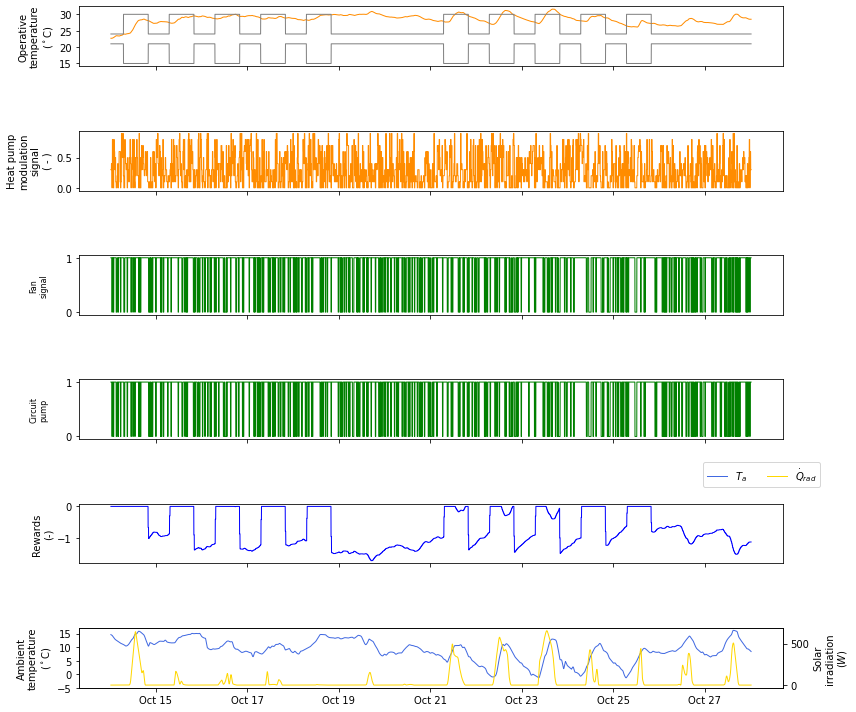 Operative
temperature
(°C)
30
25
20
15
Heat pump
modulation
signal
( - )
0.5
0.0
Fan
signal
1
0
Circuit
pump
1
0
T_a
Q̇_rad
Rewards
(-)
0
−1
Ambient
temperature
(°C)
15
10
5
0
−5
500
0
Solar
irradiation
(W)
Oct 15 Oct 17 Oct 19 Oct 21 Oct 23 Oct 25 Oct 27